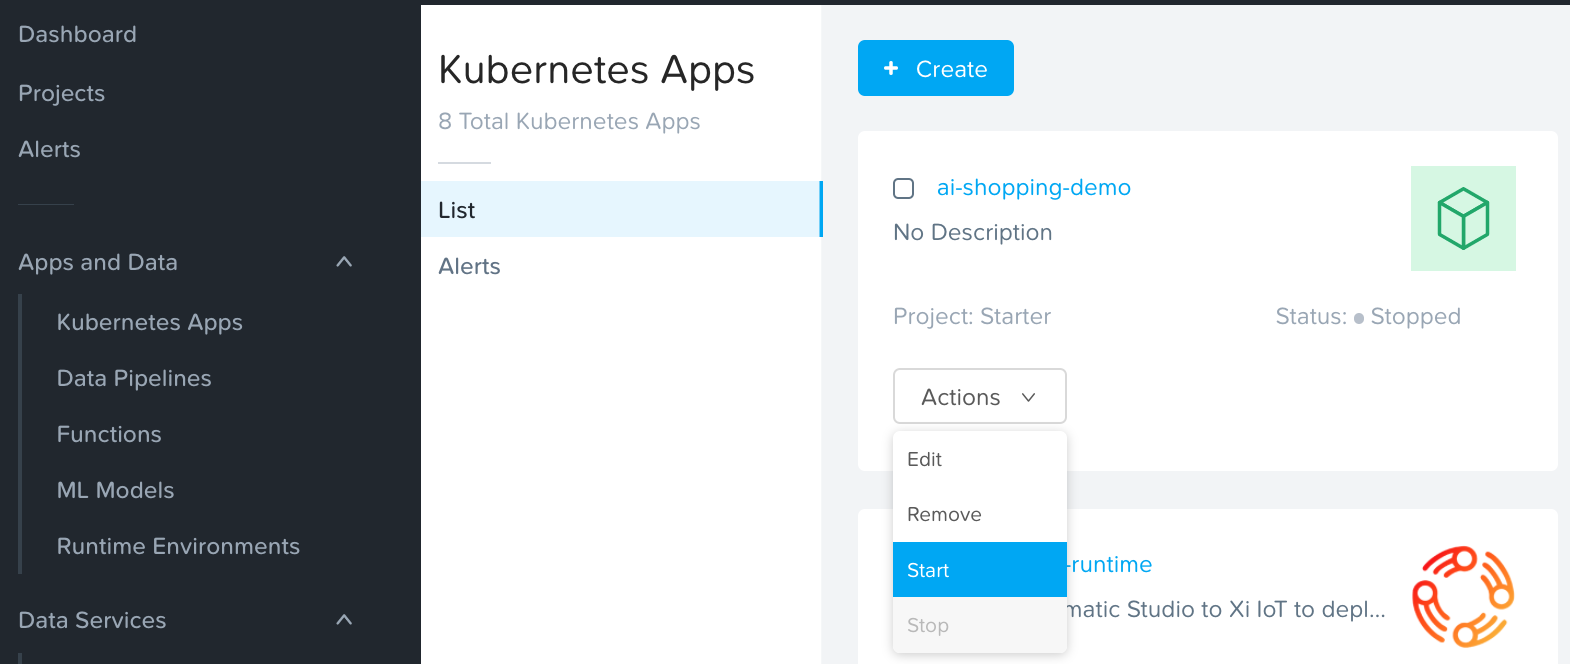 Dashboard
Projects
Alerts
Apps and Data
Kubernetes Apps
Data Pipelines
Functions
ML Models
Runtime Environments
Data Services
Kubernetes Apps
8 Total Kubernetes Apps
List
Alerts
+ Create
ai-shopping-demo
No Description
Project: Starter
Status: Stopped
Actions
Edit
Remove
Start
Stop
-runtime
matic Studio to Xi IoT to depl...